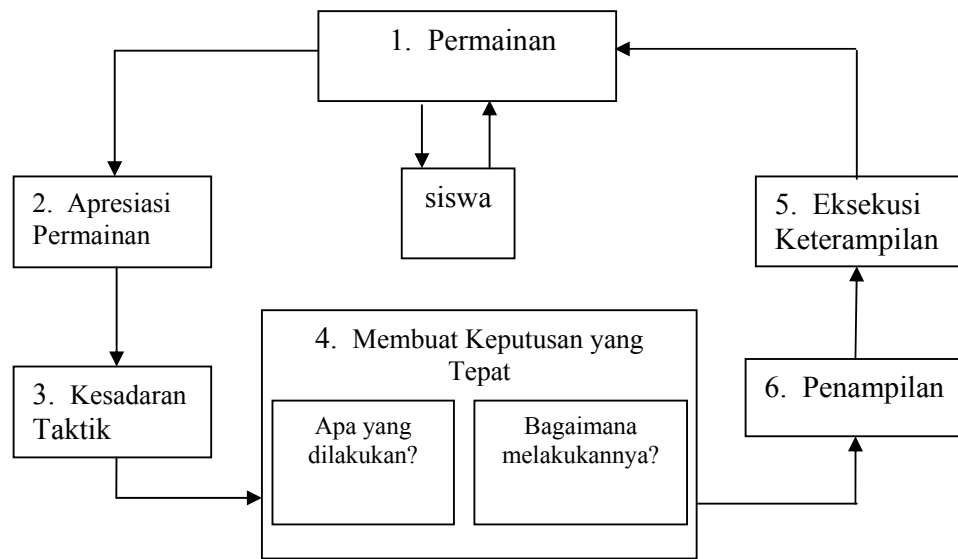 1. Permainan
siswa
2. Apresiasi
Permainan
3. Kesadaran
Taktik
4. Membuat Keputusan yang
Tepat
Apa yang
dilakukan?
Bagaimana
melakukannya?
5. Eksekusi
Keterampilan
6. Penampilan